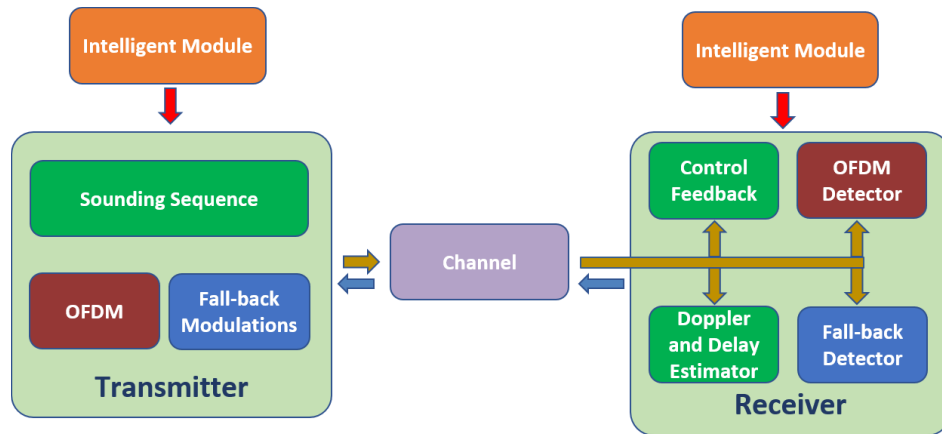 Intelligent Module
Intelligent Module
Sounding Sequence
OFDM
Fall-back
Modulations
Transmitter
Channel
Control
Feedback
OFDM
Detector
Doppler
and Delay
Estimator
Fall-back
Detector
Receiver